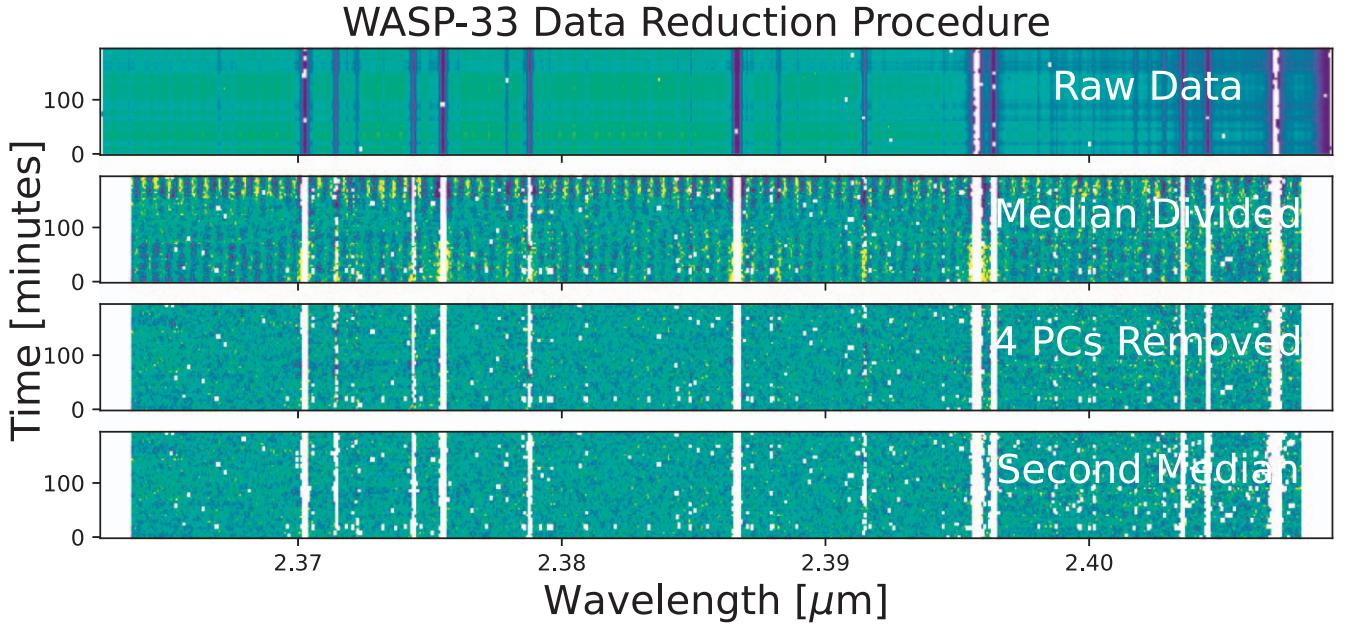 WASP-33 Data Reduction Procedure
Raw Data
100
0
Median Divided
100
0
4 PCs Removed
100
0
Second Median
100
0
Time [minutes]
2.37 2.38 2.39 2.40
Wavelength [μm]